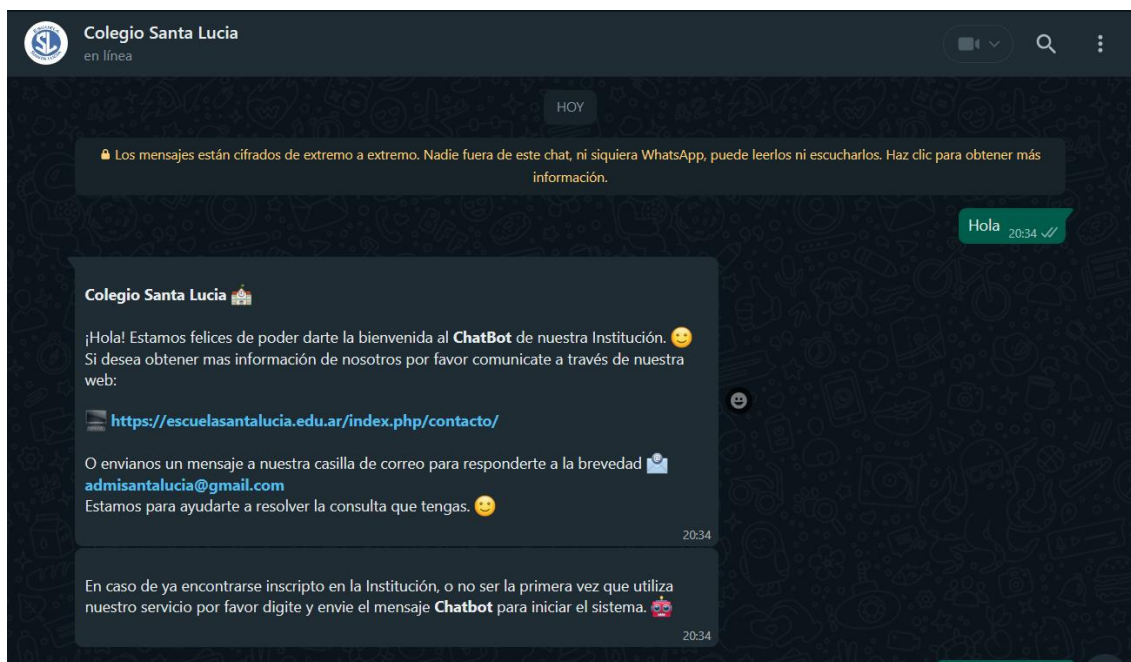 Colegio Santa Lucia
en línea
HOY
Los mensajes están cifrados de extremo a extremo. Nadie fuera de este chat, ni siquiera WhatsApp, puede leerlos ni escucharlos. Haz clic para obtener más
información.
Hola 20:34
Colegio Santa Lucia
¡Hola! Estamos felices de poder darte la bienvenida al ChatBot de nuestra Institución.
Si desea obtener mas información de nosotros por favor comunicate a través de nuestra
web:
https://escuelasantalucia.edu.ar/index.php/contacto/
O envianos un mensaje a nuestra casilla de correo para responderte a la brevedad
admisantalucia@gmail.com
Estamos para ayudarte a resolver la consulta que tengas.
20:34
En caso de ya encontrarse inscripto en la Institución, o no ser la primera vez que utiliza
nuestro servicio por favor digite y envie el mensaje Chatbot para iniciar el sistema.
20:34